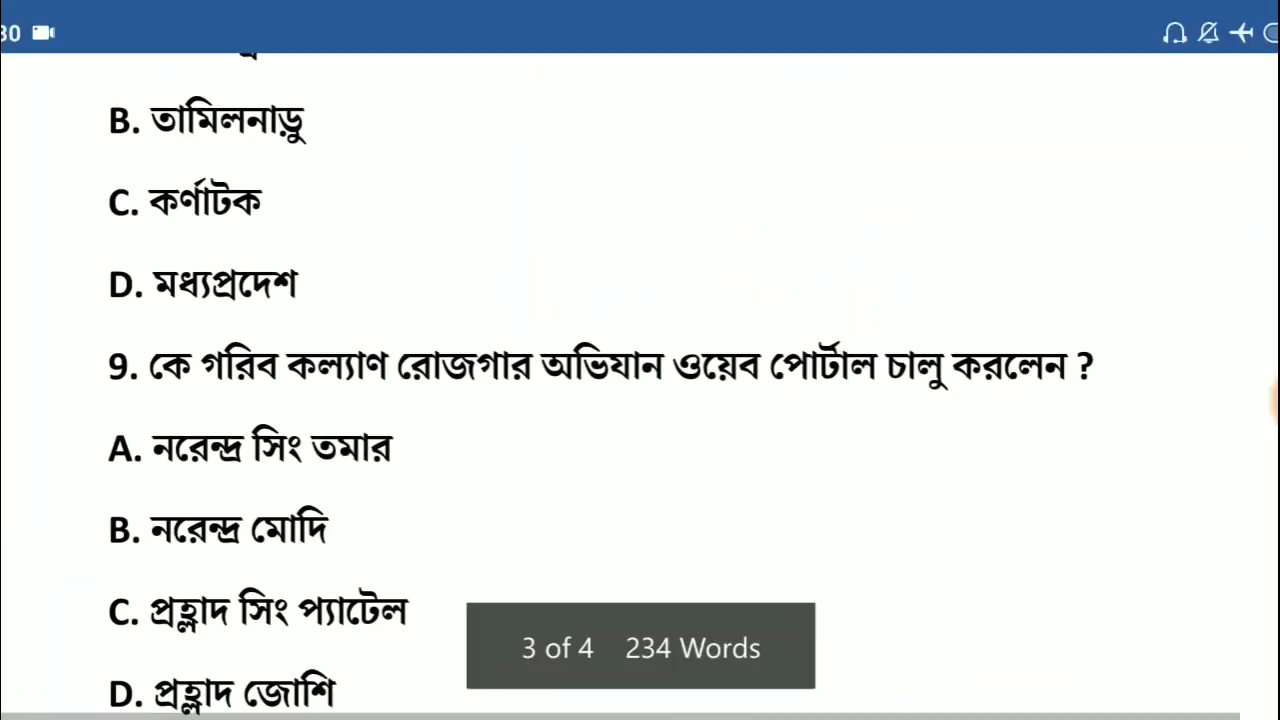 30
B. তামিলনাড়ু
C. কর্ণাটক
D. মধ্যপ্রদেশ
9. কে গরিব কল্যাণ রোজগার অভিযান ওয়েব পোর্টাল চালু করলেন ?
A. নরেন্দ্র সিং তমার
B. নরেন্দ্র মোদি
C. প্রহ্লাদ সিং প্যাটেল
3 of 4 234 Words
D. প্রহ্লাদ জোশি